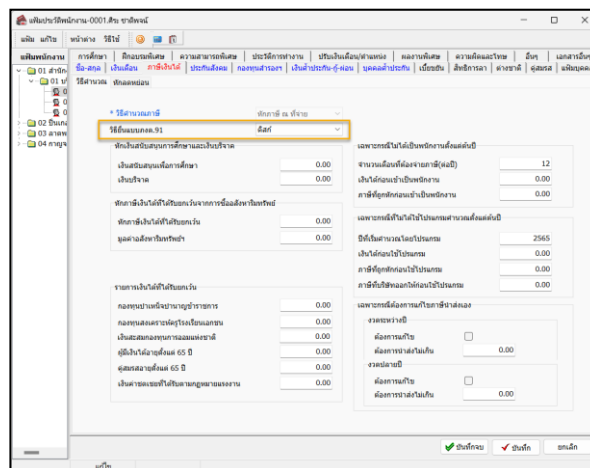 แฟ้มประวัติพนักงาน-0001.ศิระ ชาติพจน์
แฟ้ม แก้ไข หน้าต่าง วิธีใช้
แฟ้มพนักงาน
01 สำนัก
01 บ
02 ปิ่นเก
03 ลาดพ
04 กาญจ
การศึกษา ฝึกอบรมพิเศษ ความสามารถพิเศษ ประวัติการทำงาน ปรับเงินเดือน/ตำแหน่ง ผลงานพิเศษ ความผิดและโทษ อื่นๆ เอกสารอื่นๆ
ชื่อ-สกุล เงินเดือน ภาษีเงินได้ ประกันสังคม กองทุนสำรองฯ เงินค้ำประกัน-กู้-ผ่อน บุคคลค้ำประกัน เบี้ยขยัน สิทธิการลา ต่างชาติ คู่สมรส แฟ้มบุคคล
วิธีคำนวณ หักลดหย่อน
* วิธีคำนวณภาษี หักภาษี ณ ที่จ่าย
วิธียื่นแบบภงด.91 ดิสก์
หักเงินสนับสนุนการศึกษาและเงินบริจาค
เงินสนับสนุนเพื่อการศึกษา 0.00
เงินบริจาค 0.00
หักภาษีเงินได้ที่ได้รับยกเว้นจากการซื้ออสังหาริมทรัพย์
หักภาษีเงินได้ที่ได้รับยกเว้น 0.00
มูลค่าอสังหาริมทรัพย์ฯ 0.00
รายการเงินได้ที่ได้รับยกเว้น
กองทุนบำเหน็จบำนาญข้าราชการ 0.00
กองทุนสงเคราะห์ครูโรงเรียนเอกชน 0.00
เงินสะสมกองทุนการออมแห่งชาติ 0.00
ผู้มีเงินได้อายุตั้งแต่ 65 ปี 0.00
คู่สมรสอายุตั้งแต่ 65 ปี 0.00
เงินค่าชดเชยที่ได้รับตามกฎหมายแรงงาน 0.00
เฉพาะกรณีไม่ได้เป็นพนักงานตั้งแต่ต้นปี
จำนวนเดือนที่ต้องจ่ายภาษี(ต่อปี) 12
เงินได้ก่อนเข้าเป็นพนักงาน 0.00
ภาษีที่ถูกหักก่อนเข้าเป็นพนักงาน 0.00
เฉพาะกรณีที่ไม่ได้ใช้โปรแกรมคำนวณตั้งแต่ต้นปี
ปีที่เริ่มคำนวณโดยโปรแกรม 2565
เงินได้ก่อนใช้โปรแกรม 0.00
ภาษีที่ถูกหักก่อนใช้โปรแกรม 0.00
ภาษีที่บริษัทออกให้ก่อนใช้โปรแกรม 0.00
เฉพาะกรณีต้องการแก้ไขภาษีนำส่งเอง
งวดระหว่างปี
ต้องการแก้ไข
ต้องการนำส่งไม่เกิน 0.00
งวดปลายปี
ต้องการแก้ไข
ต้องการนำส่งไม่เกิน 0.00
บันทึกจบ บันทึก ยกเลิก
แก้ไข